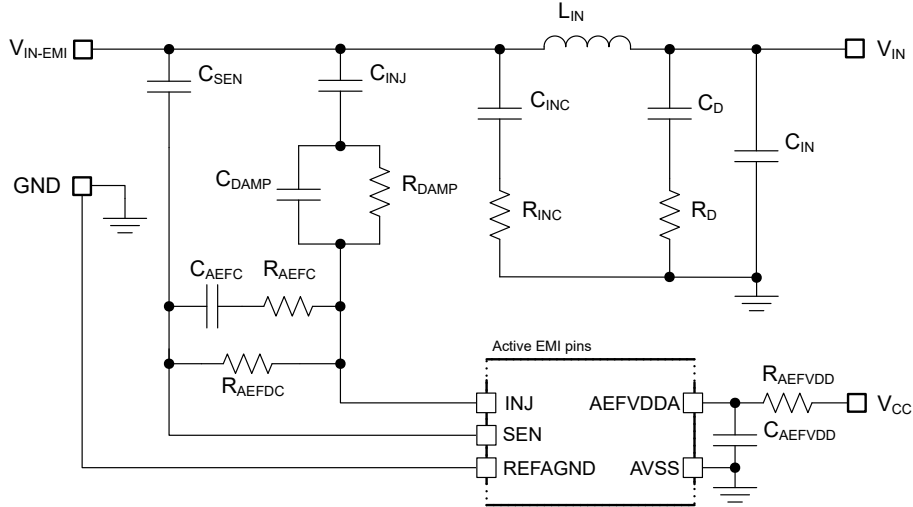 L_IN
V_IN-EMI
V_IN
C_SEN
C_INJ
C_INC
C_D
C_IN
GND
C_DAMP
R_DAMP
R_INC
R_D
C_AEFC
R_AEFC
R_AEFDC
Active EMI pins
INJ
AEFVDDA
R_AEFVDD
V_CC
SEN
C_AEFVDD
REFAGND
AVSS